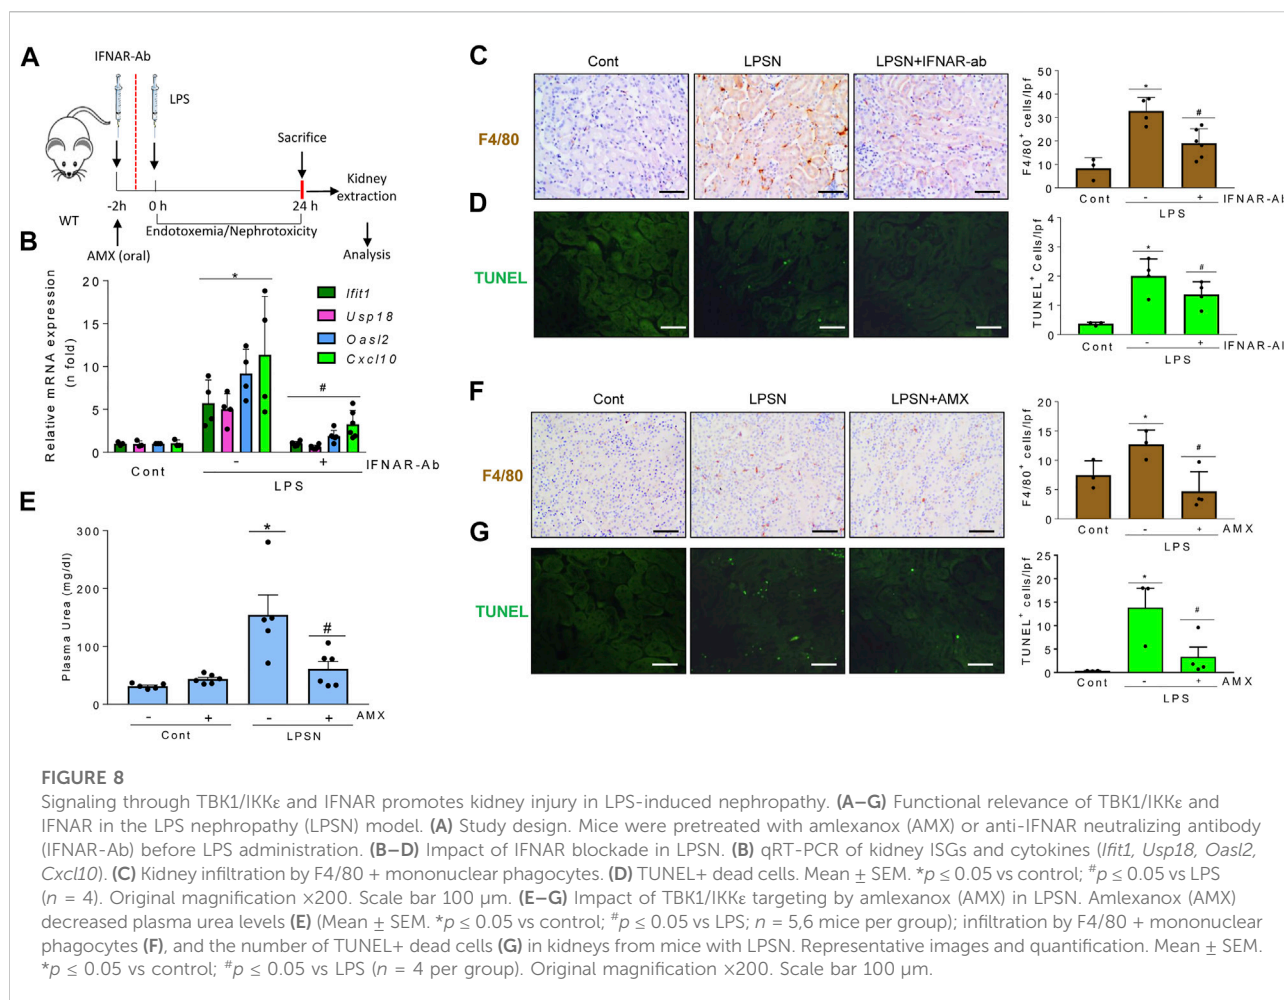 A
IFNAR-Ab
LPS
Sacrifice
Kidney
extraction
-2h
0 h
24 h
WT
Endotoxemia/Nephrotoxicity
AMX (oral)
Analysis
B
Relative mRNA expression
(n fold)
20
15
10
5
0
*
#
Ifit1
Usp18
Oasl2
Cxcl10
Cont
-
+
IFNAR-Ab
LPS
C
Cont
LPSN
LPSN+IFNAR-ab
F4/80
F4/80+ cells/lpf
50
40
30
20
10
0
*
#
Cont
-
+
IFNAR-Ab
LPS
D
TUNEL
TUNEL+ Cells/lpf
4
3
2
1
0
*
#
Cont
-
+
IFNAR-Al
LPS
E
Plasma Urea (mg/dl)
300
200
100
0
*
#
-
+
-
+
AMX
Cont
LPSN
F
Cont
LPSN
LPSN+AMX
F4/80
F4/80+ cells/lpf
20
15
10
5
0
*
#
Cont
-
+
AMX
LPS
G
TUNEL
TUNEL+ cells/lpf
25
20
15
10
5
0
*
#
Cont
-
+
AMX
LPS
FIGURE 8
Signaling through TBK1/IKKε and IFNAR promotes kidney injury in LPS-induced nephropathy. (A–G) Functional relevance of TBK1/IKKε and
IFNAR in the LPS nephropathy (LPSN) model. (A) Study design. Mice were pretreated with amlexanox (AMX) or anti-IFNAR neutralizing antibody
(IFNAR-Ab) before LPS administration. (B–D) Impact of IFNAR blockade in LPSN. (B) qRT-PCR of kidney ISGs and cytokines (Ifit1, Usp18, Oasl2,
Cxcl10). (C) Kidney infiltration by F4/80 + mononuclear phagocytes. (D) TUNEL+ dead cells. Mean ± SEM. *p ≤ 0.05 vs control; #p ≤ 0.05 vs LPS
(n = 4). Original magnification ×200. Scale bar 100 μm. (E–G) Impact of TBK1/IKKε targeting by amlexanox (AMX) in LPSN. Amlexanox (AMX)
decreased plasma urea levels (E) (Mean ± SEM. *p ≤ 0.05 vs control; #p ≤ 0.05 vs LPS; n = 5,6 mice per group); infiltration by F4/80 + mononuclear
phagocytes (F), and the number of TUNEL+ dead cells (G) in kidneys from mice with LPSN. Representative images and quantification. Mean ± SEM.
*p ≤ 0.05 vs control; #p ≤ 0.05 vs LPS (n = 4 per group). Original magnification ×200. Scale bar 100 μm.